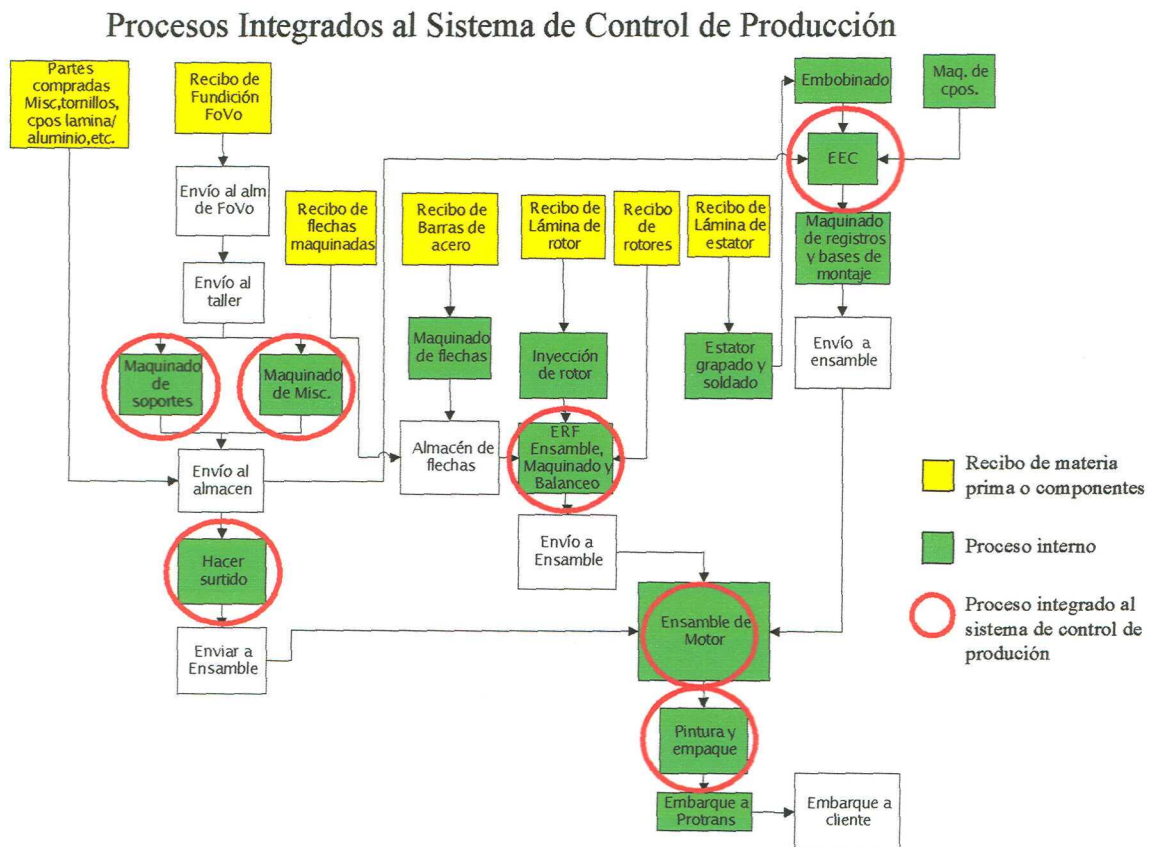 Procesos Integrados al Sistema de Control de Producción
Partes
compradas
Misc,tornillos,
cpos lamina/
aluminio,etc.
Recibo de
Fundición
FoVo
Embobinado
Maq. de
cpos.
EEC
Envío al alm
de FoVo
Recibo de
flechas
maquinadas
Recibo de
Barras de
acero
Recibo de
Lámina de
rotor
Recibo
de
rotores
Recibo de
Lámina de
estator
Maquinado
de registros
y bases de
montaje
Envío al
taller
Maquinado
de
soportes
Maquinado
de Misc.
Maquinado
de flechas
Inyección
de rotor
Estator
grapado y
soldado
Envío a
ensamble
Envío al
almacen
Almacén de
flechas
ERF
Ensamble,
Maquinado y
Balanceo
Recibo de materia
prima o componentes
Proceso interno
Proceso integrado al
sistema de control de
produción
Hacer
surtido
Envío a
Ensamble
Enviar a
Ensamble
Ensamble de
Motor
Pintura y
empaque
Embarque a
Protrans
Embarque a
cliente